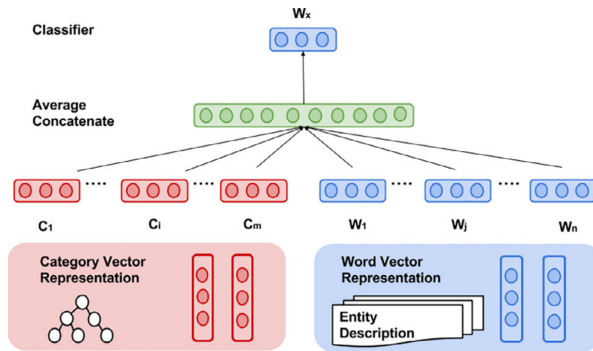 Classifier
Wx
Average
Concatenate
.... .... .... ....
C1 Ci Cm W1 Wj Wn
Category Vector
Representation
Word Vector
Representation
Entity
Description